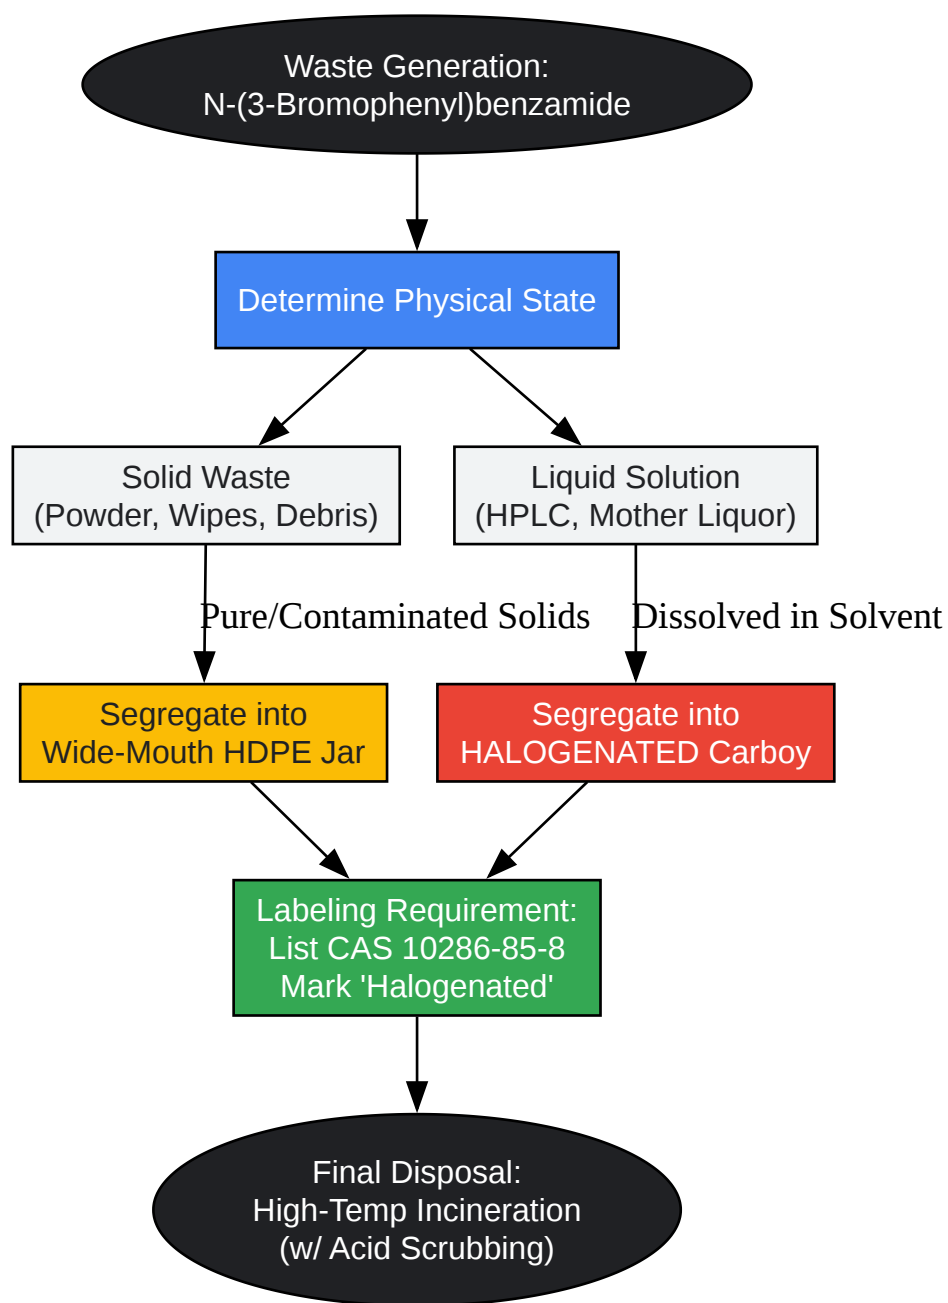 Waste Generation:
N-(3-Bromophenyl)benzamide
Determine Physical State
Solid Waste
(Powder, Wipes, Debris)
Liquid Solution
(HPLC, Mother Liquor)
Pure/Contaminated Solids
Dissolved in Solvent
Segregate into
Wide-Mouth HDPE Jar
Segregate into
HALOGENATED Carboy
Labeling Requirement:
List CAS 10286-85-8
Mark 'Halogenated'
Final Disposal:
High-Temp Incineration
(w/ Acid Scrubbing)